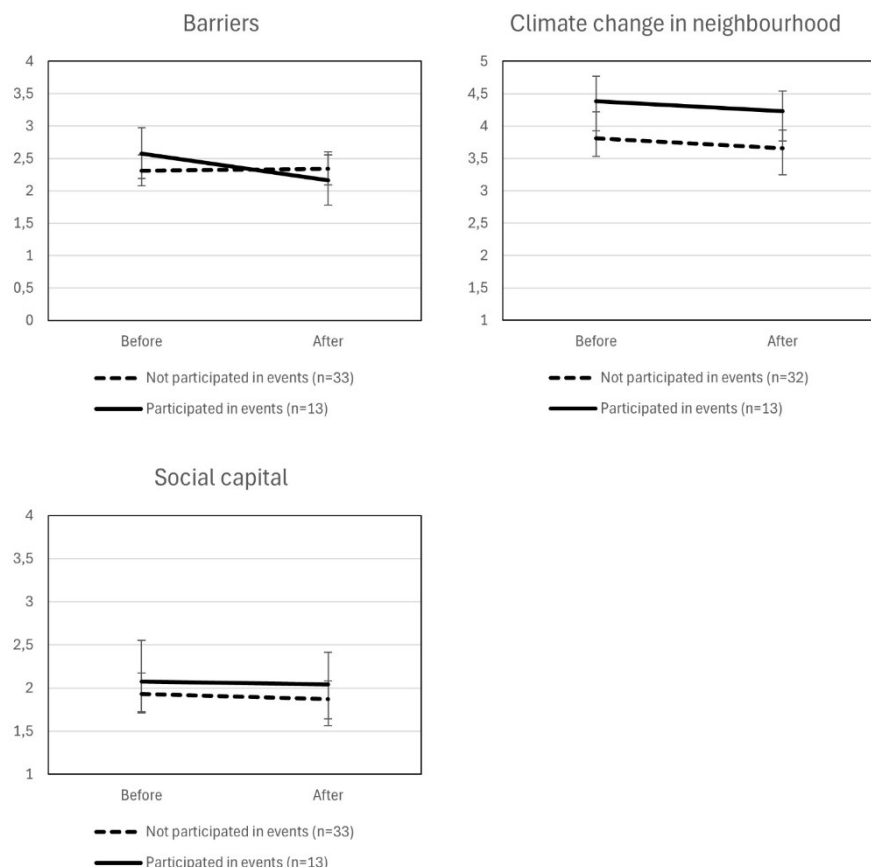 Barriers
4
3,5
3
2,5
2
1,5
1
0,5
0
Before After
Not participated in events (n=33)
Participated in events (n=13)
Climate change in neighbourhood
5
4,5
4
3,5
3
2,5
2
1,5
1
Before After
Not participated in events (n=32)
Participated in events (n=13)
Social capital
4
3,5
3
2,5
2
1,5
1
Before After
Not participated in events (n=33)
Participated in events (n=13)